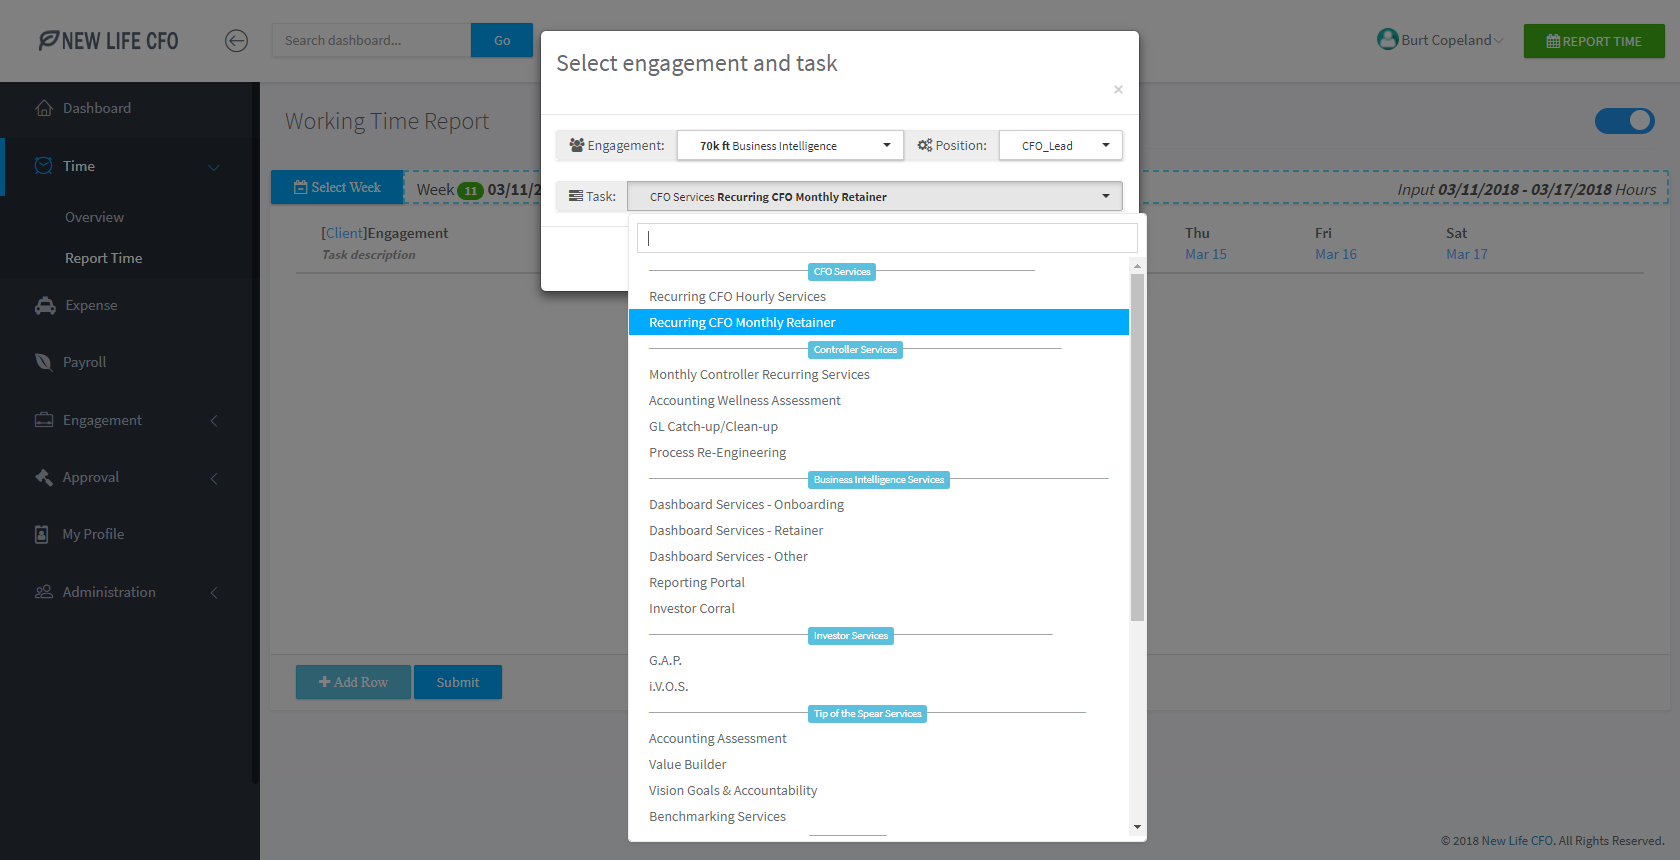 NEW LIFE CFO
Search dashboard...
Go
Burt Copeland
REPORT TIME
Dashboard
Time
Overview
Report Time
Expense
Payroll
Engagement
Approval
My Profile
Administration
Working Time Report
Select Week
Week 11 03/11/2
Input 03/11/2018 - 03/17/2018 Hours
[Client]Engagement
Task description
Thu
Mar 15
Fri
Mar 16
Sat
Mar 17
Add Row
Submit
Select engagement and task
×
Engagement:
70k ft Business Intelligence
Position:
CFO_Lead
Task:
CFO Services Recurring CFO Monthly Retainer
CFO Services
Recurring CFO Hourly Services
Recurring CFO Monthly Retainer
Controller Services
Monthly Controller Recurring Services
Accounting Wellness Assessment
GL Catch-up/Clean-up
Process Re-Engineering
Business Intelligence Services
Dashboard Services - Onboarding
Dashboard Services - Retainer
Dashboard Services - Other
Reporting Portal
Investor Corral
Investor Services
G.A.P.
i.V.O.S.
Tip of the Spear Services
Accounting Assessment
Value Builder
Vision Goals & Accountability
Benchmarking Services
© 2018 New Life CFO. All Rights Reserved.